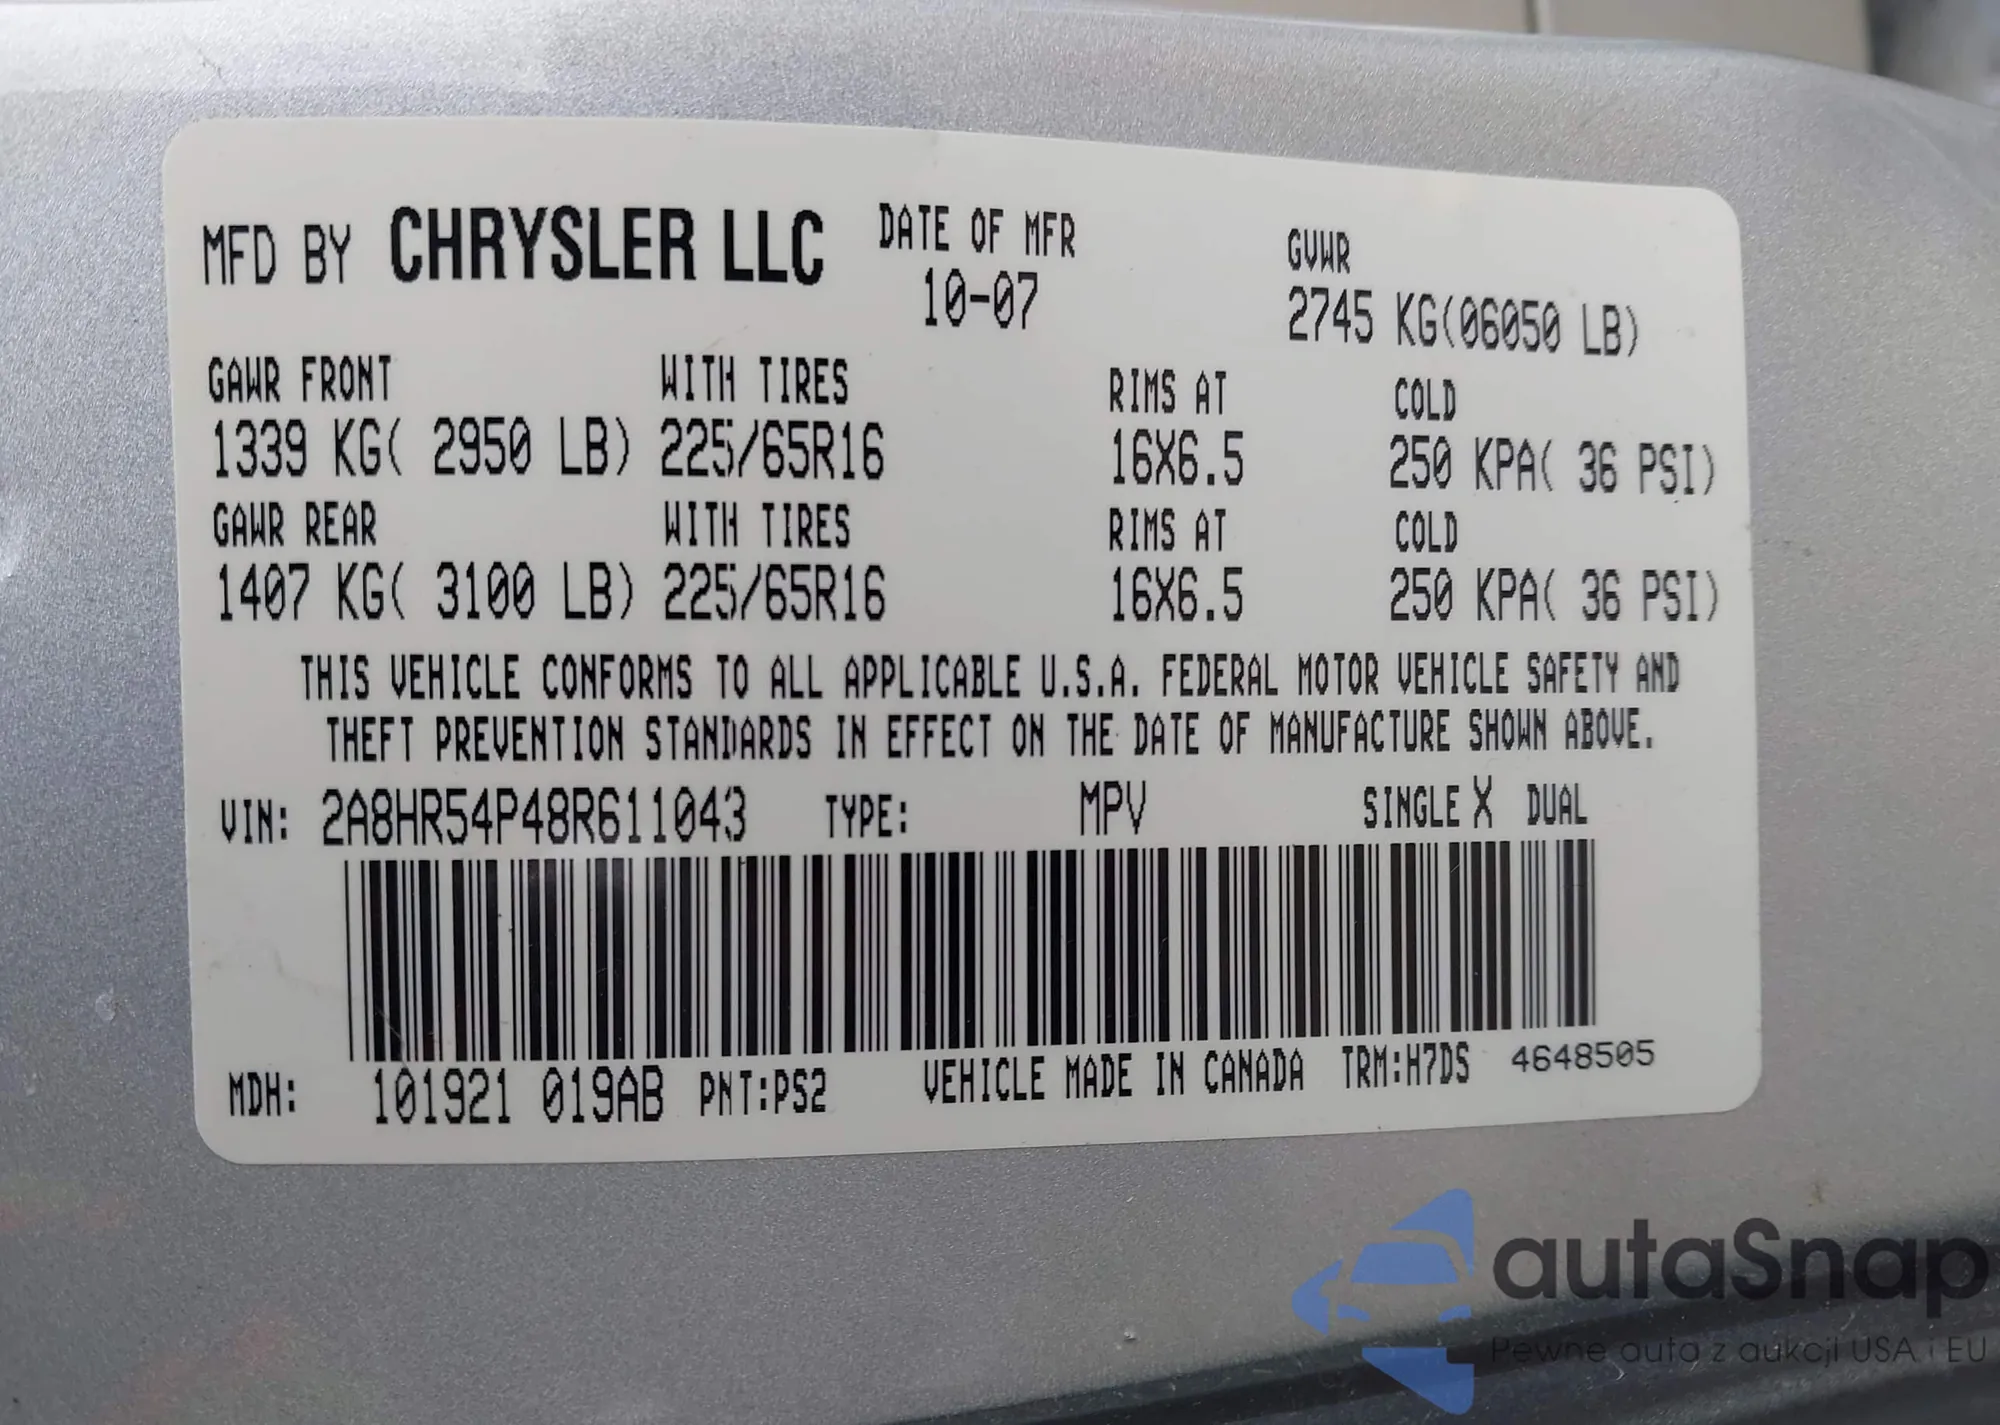 MFD BY CHRYSLER LLC DATE OF MFR GVWR
10-07 2745 KG(06050 LB)
GAWR FRONT WITH TIRES RIMS AT COLD
1339 KG( 2950 LB) 225/65R16 16X6.5 250 KPA( 36 PSI)
GAWR REAR WITH TIRES RIMS AT COLD
1407 KG( 3100 LB) 225/65R16 16X6.5 250 KPA( 36 PSI)
THIS VEHICLE CONFORMS TO ALL APPLICABLE U.S.A. FEDERAL MOTOR VEHICLE SAFETY AND
THEFT PREVENTION STANDARDS IN EFFECT ON THE DATE OF MANUFACTURE SHOWN ABOVE.
VIN: 2A8HR54P48R611043 TYPE: MPV SINGLE X DUAL
MDH: 101921 019AB PNT:PS2 VEHICLE MADE IN CANADA TRM:H7DS 4648505
autaSnap
Pewne auta z aukcji USA i EU